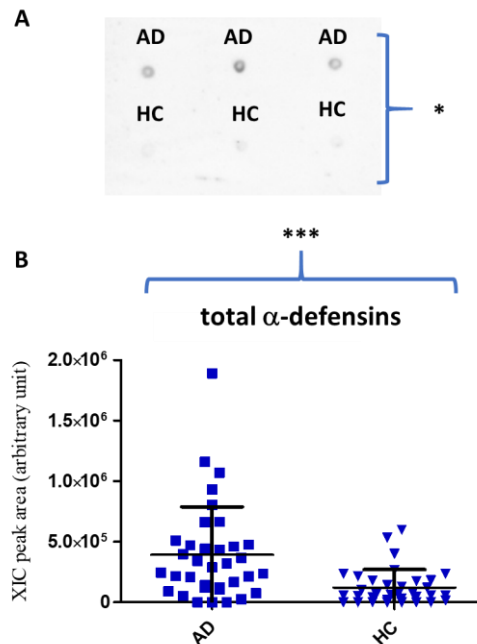 A
AD AD AD
*
HC HC HC
***
B
total α-defensins
XIC peak area (arbitrary unit)
2.0×10⁶
1.5×10⁶
1.0×10⁶
5.0×10⁵
0
AD HC